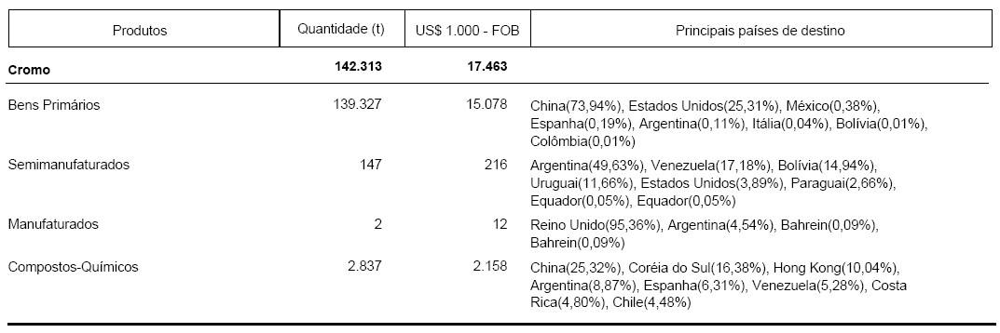 Produtos Quantidade (t) US$ 1.000 - FOB Principais países de destino
Cromo 142.313 17.463
Bens Primários 139.327 15.078 China(73,94%), Estados Unidos(25,31%), México(0,38%),
Espanha(0,19%), Argentina(0,11%), Itália(0,04%), Bolívia(0,01%),
Colômbia(0,01%)
Semimanufaturados 147 216 Argentina(49,63%), Venezuela(17,18%), Bolívia(14,94%),
Uruguai(11,66%), Estados Unidos(3,89%), Paraguai(2,66%),
Equador(0,05%), Equador(0,05%)
Manufaturados 2 12 Reino Unido(95,36%), Argentina(4,54%), Bahrein(0,09%),
Bahrein(0,09%)
Compostos-Químicos 2.837 2.158 China(25,32%), Coréia do Sul(16,38%), Hong Kong(10,04%),
Argentina(8,87%), Espanha(6,31%), Venezuela(5,28%), Costa
Rica(4,80%), Chile(4,48%)